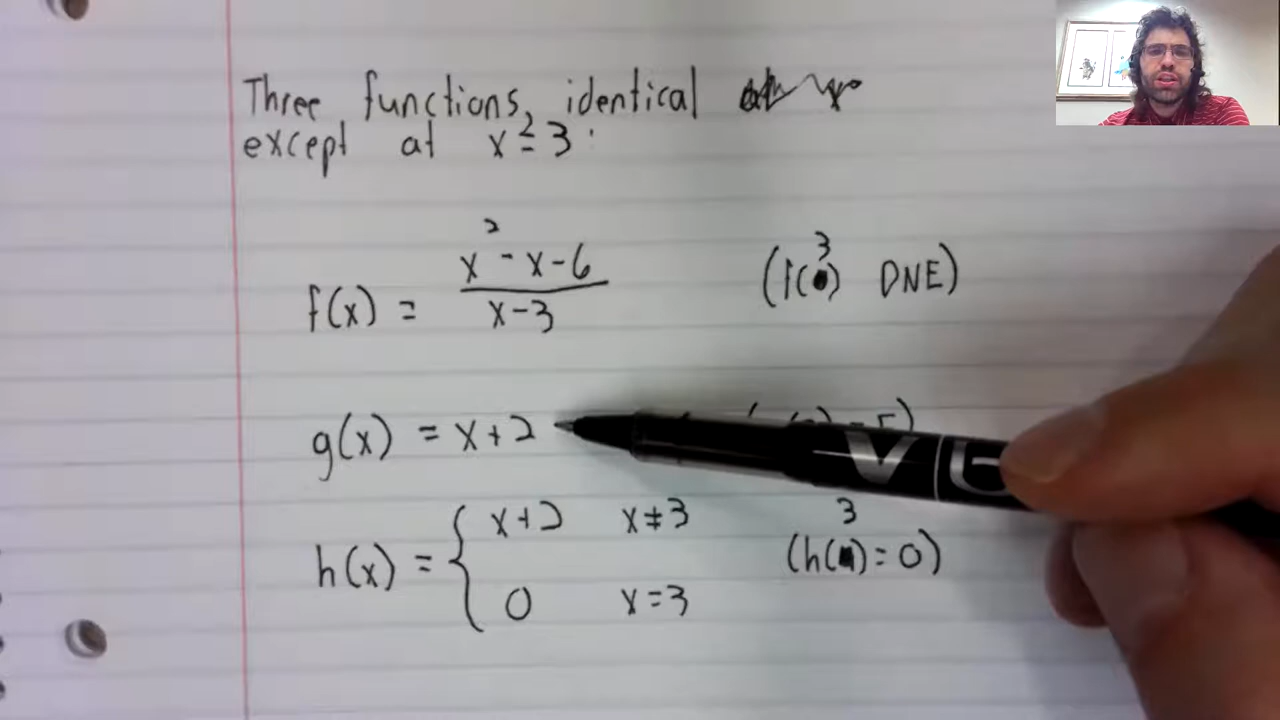 Three functions, identical
except at x = 3 :
f(x) = x² - x - 6 / x - 3 (f(3) DNE)
g(x) = x + 2
h(x) = { x + 2 x ≠ 3
0 x = 3
(h(3) = 0)
V